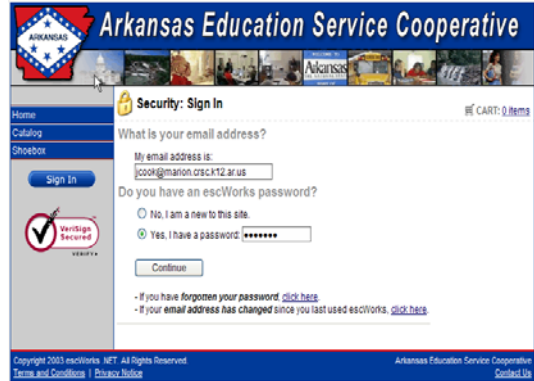 Arkansas Education Service Cooperative
ARKANSAS
WELCOME TO
Arkansas
Security: Sign In
CART: 0 items
Home
Catalog
Shoebox
Sign In
VeriSign
Secured
VERIFY
What is your email address?
My email address is:
jcook@marion.crsc.k12.ar.us
Do you have an escWorks password?
No, I am a new to this site.
Yes, I have a password: •••••••
Continue
- If you have forgotten your password, click here.
- If your email address has changed since you last used escWorks, click here.
Copyright 2003 escWorks .NET. All Rights Reserved.
Arkansas Education Service Cooperative
Terms and Conditions | Privacy Notice
Contact Us